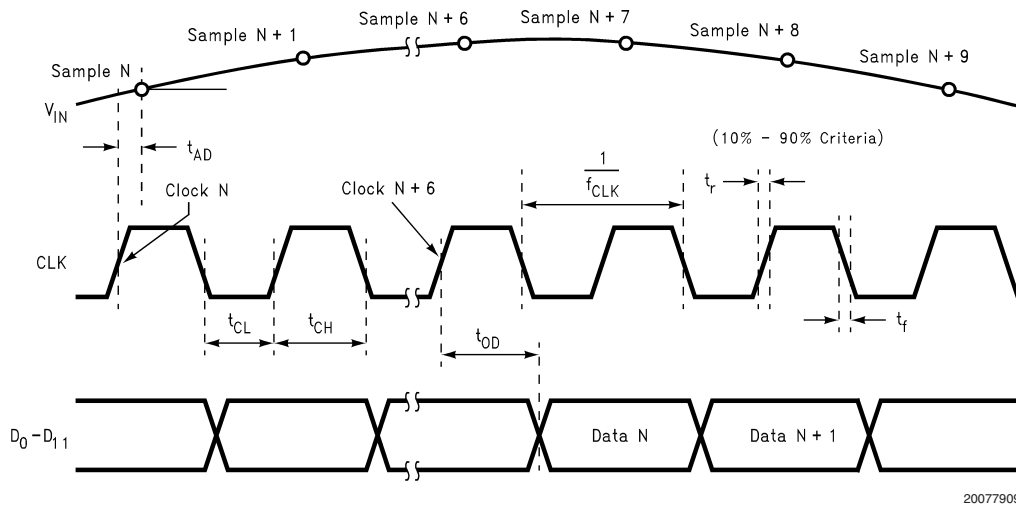 Sample N
Sample N + 1
Sample N + 6
Sample N + 7
Sample N + 8
Sample N + 9
V_IN
t_AD
(10% - 90% Criteria)
Clock N
Clock N + 6
1
f_CLK
t_r
CLK
t_CL
t_CH
t_OD
t_f
D_0-D_11
Data N
Data N + 1